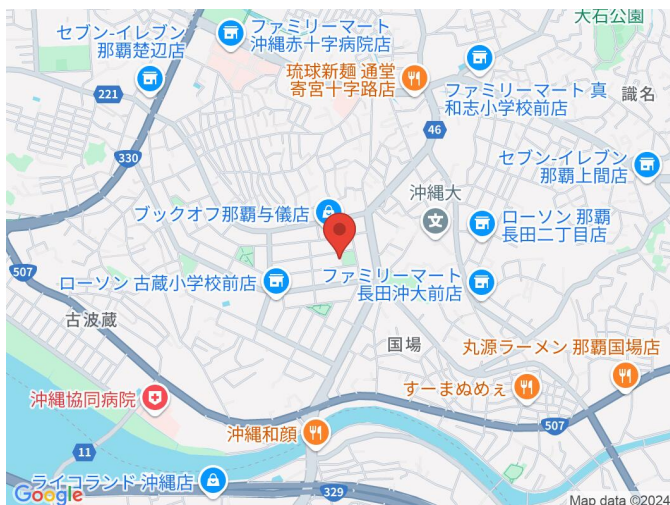 大石公園
セブン-イレブン
那覇楚辺店
ファミリーマート
沖縄赤十字病院店
琉球新麺 通堂
寄宮十字路店
ファミリーマート 真
和志小学校前店
識名
221
46
330
セブン-イレブン
那覇上間店
沖縄大
ブックオフ那覇与儀店
ローソン 那覇
長田二丁目店
507
ローソン 古蔵小学校前店
ファミリーマート
長田沖大前店
古波蔵
国場
丸源ラーメン 那覇国場店
沖縄協同病院
すーまぬめぇ
507
沖縄和顔
11
ライコランド 沖縄店
329
Google
Map data ©2024